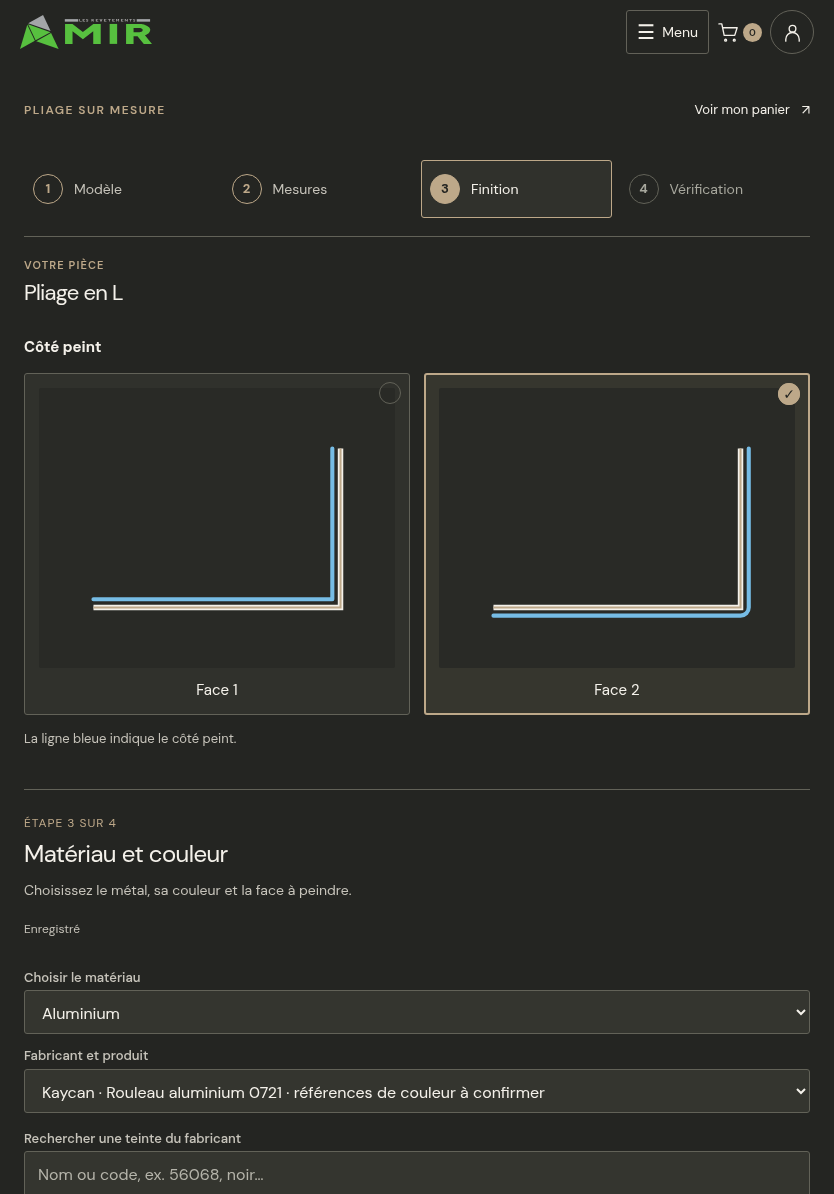 LES REVÊTEMENTS
MIR
Menu
0
PLIAGE SUR MESURE
Voir mon panier
1 Modèle
2 Mesures
3 Finition
4 Vérification
VOTRE PIÈCE
Pliage en L
Côté peint
✓
Face 1
Face 2
La ligne bleue indique le côté peint.
ÉTAPE 3 SUR 4
Matériau et couleur
Choisissez le métal, sa couleur et la face à peindre.
Enregistré
Choisir le matériau
Aluminium
Fabricant et produit
Kaycan · Rouleau aluminium 0721 · références de couleur à confirmer
Rechercher une teinte du fabricant
Nom ou code, ex. 56068, noir...